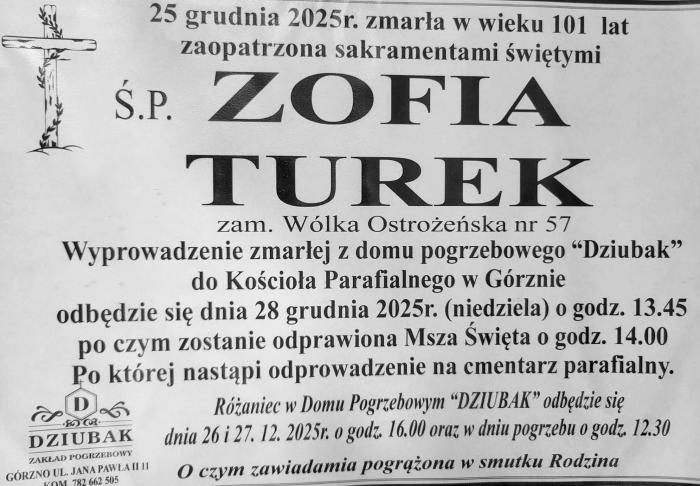 25 grudnia 2025r. zmarła w wieku 101 lat
zaopatrzona sakramentami świętymi
Ś.P. ZOFIA
TUREK
zam. Wólka Ostrożeńska nr 57
Wyprowadzenie zmarłej z domu pogrzebowego “Dziubak”
do Kościoła Parafialnego w Górznie
odbędzie się dnia 28 grudnia 2025r. (niedziela) o godz. 13.45
po czym zostanie odprawiona Msza Święta o godz. 14.00
Po której nastąpi odprowadzenie na cmentarz parafialny.
Różaniec w Domu Pogrzebowym “DZIUBAK” odbędzie się
dnia 26 i 27. 12. 2025r. o godz. 16.00 oraz w dniu pogrzebu o godz. 12.30
O czym zawiadamia pogrążona w smutku Rodzina
D
DZIUBAK
ZAKŁAD POGRZEBOWY
GÓRZNO UL. JANA PAWŁA II 11
KOM. 782 662 505